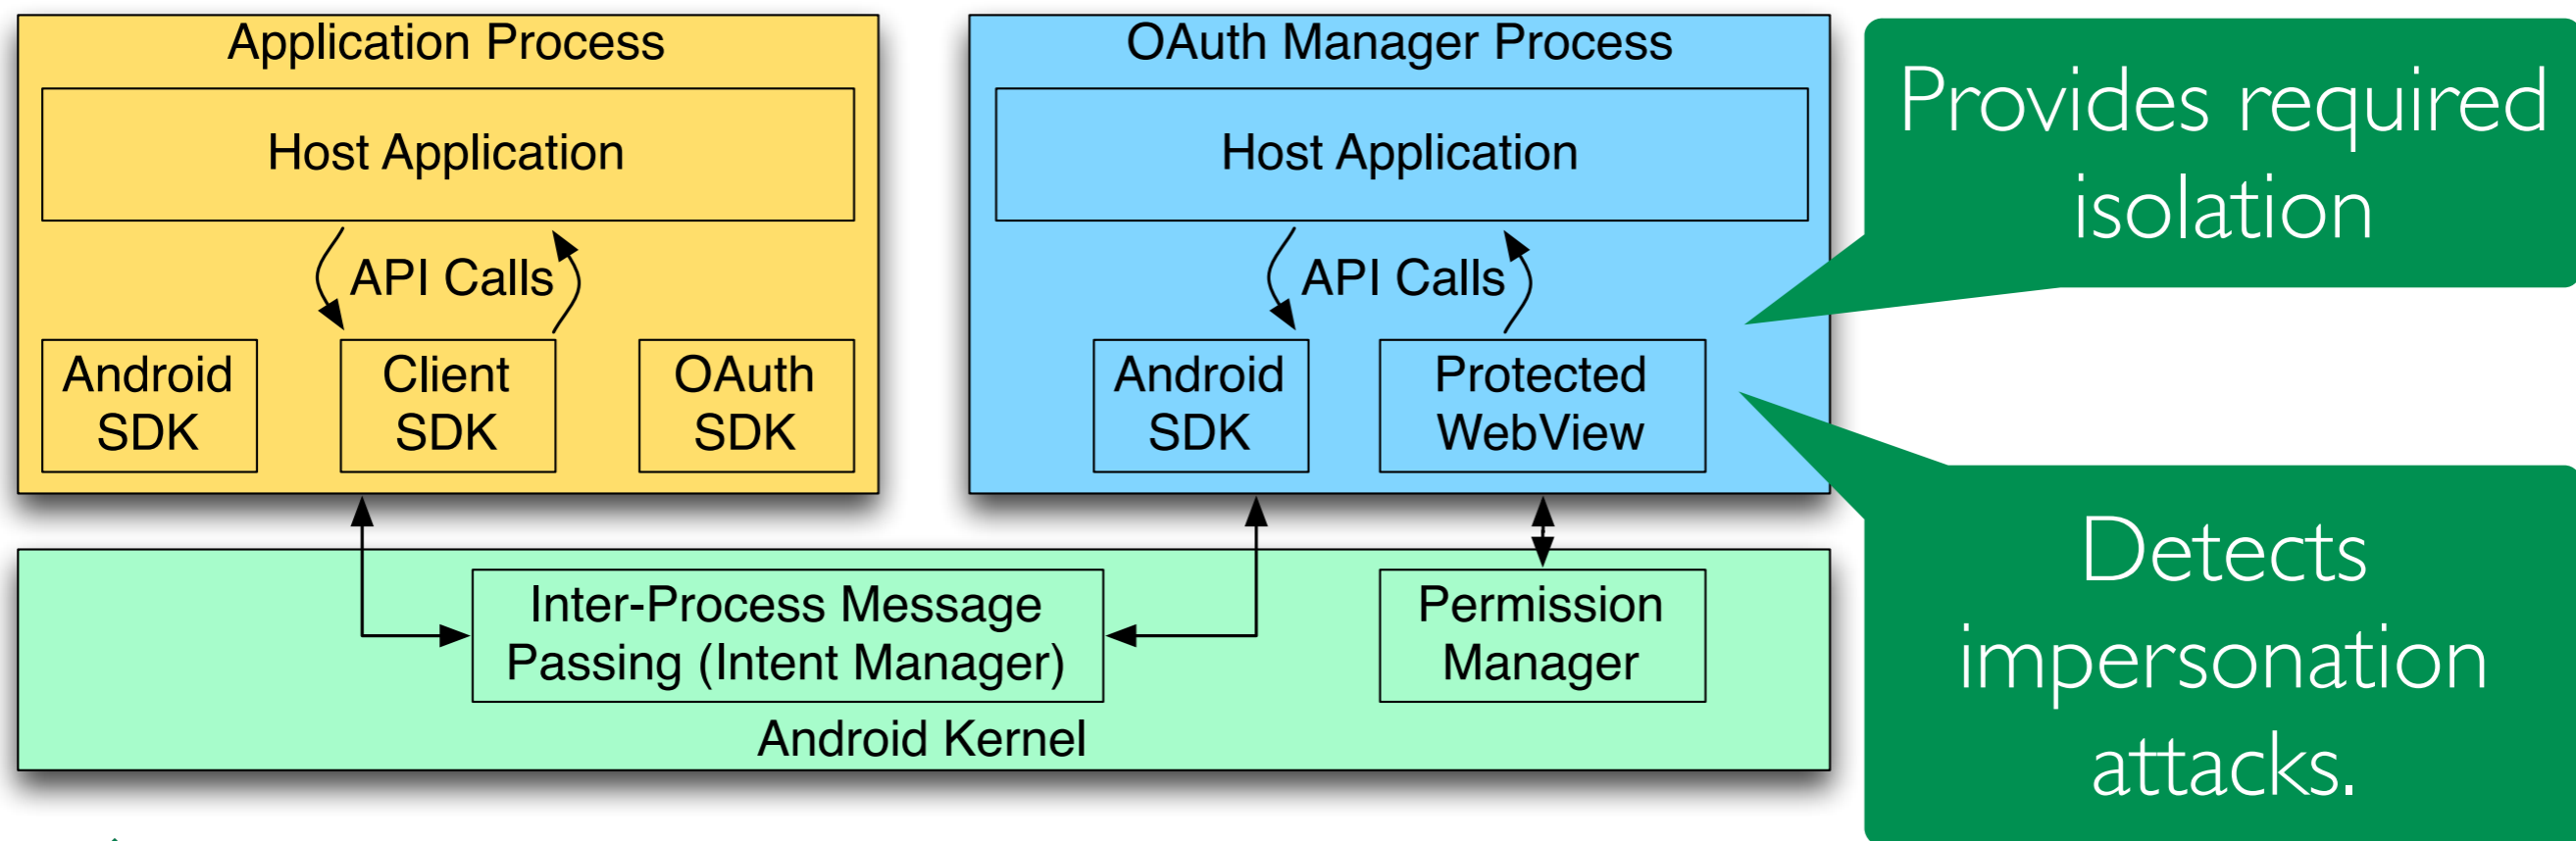 Application Process
Host Application
API Calls
Android
SDK
Client
SDK
OAuth
SDK
OAuth Manager Process
Host Application
API Calls
Android
SDK
Protected
WebView
Provides required
isolation
Detects
impersonation
attacks.
Inter-Process Message
Passing (Intent Manager)
Permission
Manager
Android Kernel